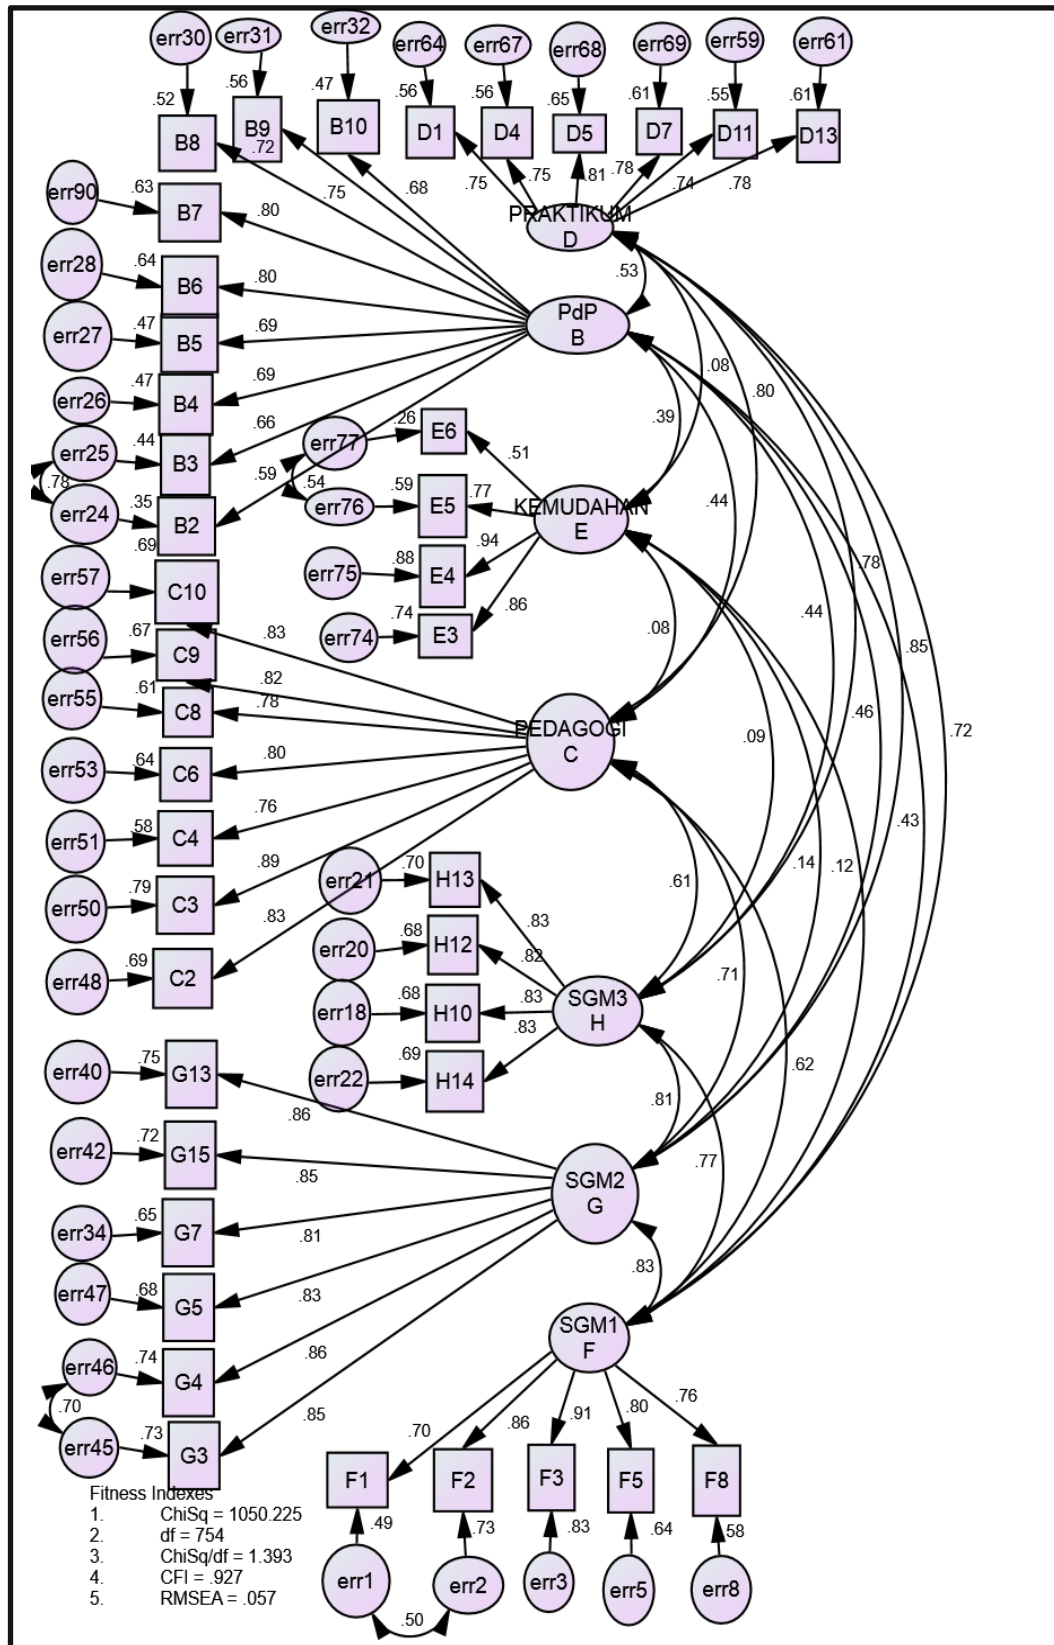 err30 err31 err32 err64 err67 err68 err69 err59 err61
.52 .56 .47 .56 .56 .65 .61 .55 .61
B8 B9 B10 D1 D4 D5 D7 D11 D13
.72
.75 .68 .75 .75 .81 .78 .74 .78
err90 .63 B7 .80
PRAKTIKUM
D
.53
err28 .64 B6 .80
PdP
B
err27 .47 B5 .69
.08 .80
err26 .47 B4 .69
.39
err25 .44 B3 .66
err77 .26 E6 .51
.78 .59 .54
err24 .35 B2
err76 .59 E5 .77
KEMUDAHAN
E
.44
.69
err57 C10 .83
err75 .88 E4 .94
.78
err56 .67 C9 .82
err74 .74 E3 .86
.08 .44 .85
err55 .61 C8 .78
PEDAGOGI
C
.09 .46 .72
err53 .64 C6 .80
err51 .58 C4 .76
.43
err50 .79 C3 .89
err21 .70 H13 .83
.61 .14 .12
err48 .69 C2 .83
err20 .68 H12 .82
.71
err18 .68 H10 .83
SGM3
H
err22 .69 H14 .83
.62
err40 .75 G13 .86
.81
err42 .72 G15 .85
.77
SGM2
G
err34 .65 G7 .81
.83
err47 .68 G5 .83
SGM1
F
err46 .74 G4 .86
.70
err45 .73 G3 .85
.70 .86 .91 .80 .76
F1 F2 F3 F5 F8
.49 .73 .83 .64 .58
err1 err2 err3 err5 err8
.50
Fitness Indexes
1. ChiSq = 1050.225
2. df = 754
3. ChiSq/df = 1.393
4. CFI = .927
5. RMSEA = .057